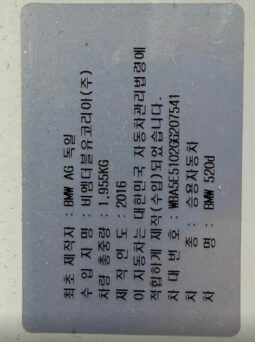 최초 제작자 : BMW AG 독일
수 입 자 명 : 비엠더블유코리아(주)
차량 총중량 : 1,955KG
제 작 연 도 : 2016
이 자동차는 대한민국 자동차관리법령에
적합하게 제작(수입)되었습니다.
차 대 번 호 : WBA5C5102GG207541
차 종 : 승용자동차
차 명 : BMW 520d